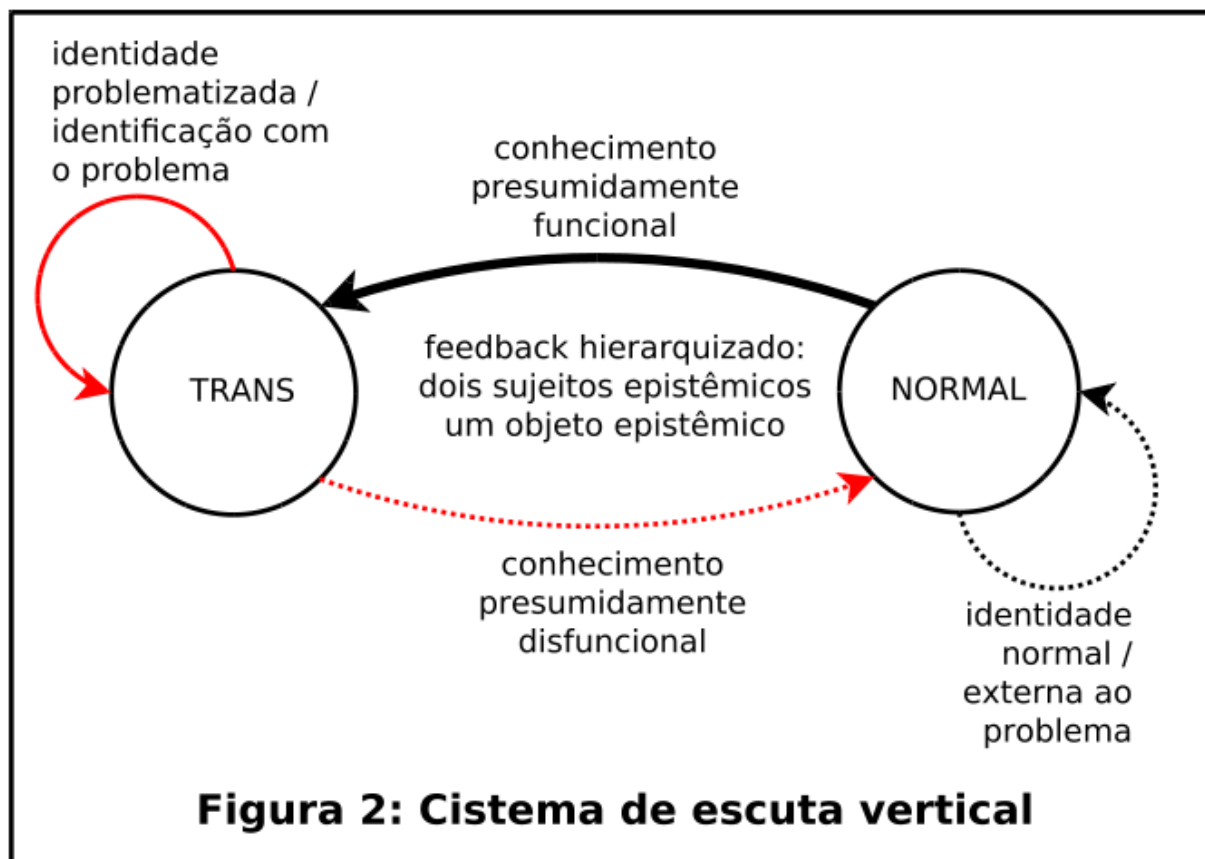 identidade
problematizada /
identificação com
o problema
conhecimento
presumidamente
funcional
TRANS
feedback hierarquizado:
dois sujeitos epistêmicos
um objeto epistêmico
NORMAL
conhecimento
presumidamente
disfuncional
identidade
normal /
externa ao
problema
Figura 2: Cistema de escuta vertical